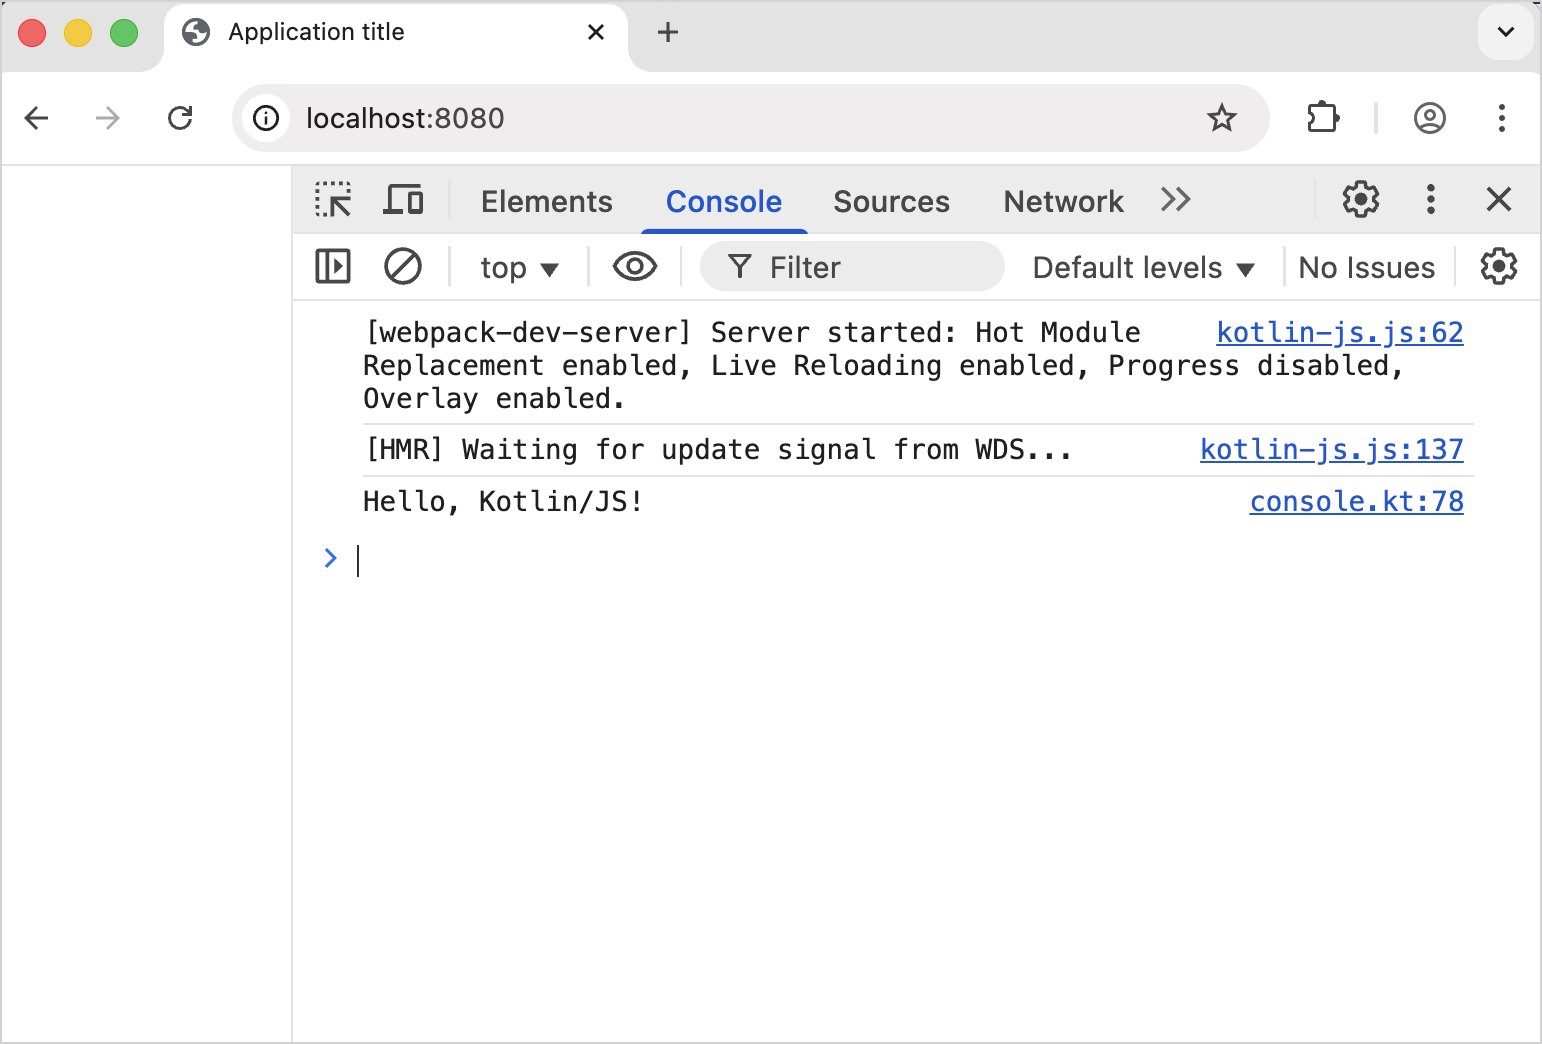 Application title
localhost:8080
Elements Console Sources Network
top Filter Default levels No Issues
[webpack-dev-server] Server started: Hot Module kotlin-js.js:62
Replacement enabled, Live Reloading enabled, Progress disabled,
Overlay enabled.
[HMR] Waiting for update signal from WDS... kotlin-js.js:137
Hello, Kotlin/JS! console.kt:78